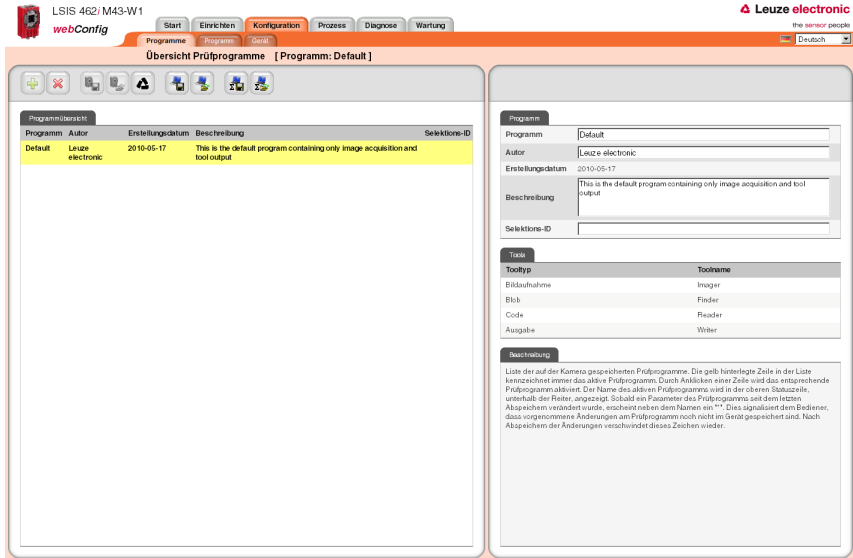 LSIS 462i M43-W1
Leuze electronic
the sensor people
webConfig
Start Einrichten Konfiguration Prozess Diagnose Wartung
Programme Programm Gerät
Deutsch
Übersicht Prüfprogramme [ Programm: Default ]
Programmübersicht
Programm Autor Erstellungsdatum Beschreibung Selektions-ID
Default Leuze electronic 2010-05-17 This is the default program containing only image acquisition and
tool output
Programm
Programm Default
Autor Leuze electronic
Erstellungsdatum 2010-05-17
Beschreibung This is the default program containing only image acquisition and tool
output
Selektions-ID
Tools
Tooltyp Toolname
Bildaufnahme Imager
Blob Finder
Code Reader
Ausgabe Writer
Beschreibung
Liste der auf der Kamera gespeicherten Prüfprogramme. Die gelb hinterlegte Zeile in der Liste
kennzeichnet immer das aktive Prüfprogramm. Durch Anklicken einer Zeile wird das entsprechende
Prüfprogramm aktiviert. Der Name des aktiven Prüfprogramms wird in der oberen Statuszeile,
unterhalb der Reiter, angezeigt. Sobald ein Parameter des Prüfprogramms seit dem letzten
Abspeichern verändert wurde, erscheint neben dem Namen ein "*". Dies signalisiert dem Bediener,
dass vorgenommene Änderungen am Prüfprogramm noch nicht im Gerät gespeichert sind. Nach
Abspeichern der Änderungen verschwindet dieses Zeichen wieder.